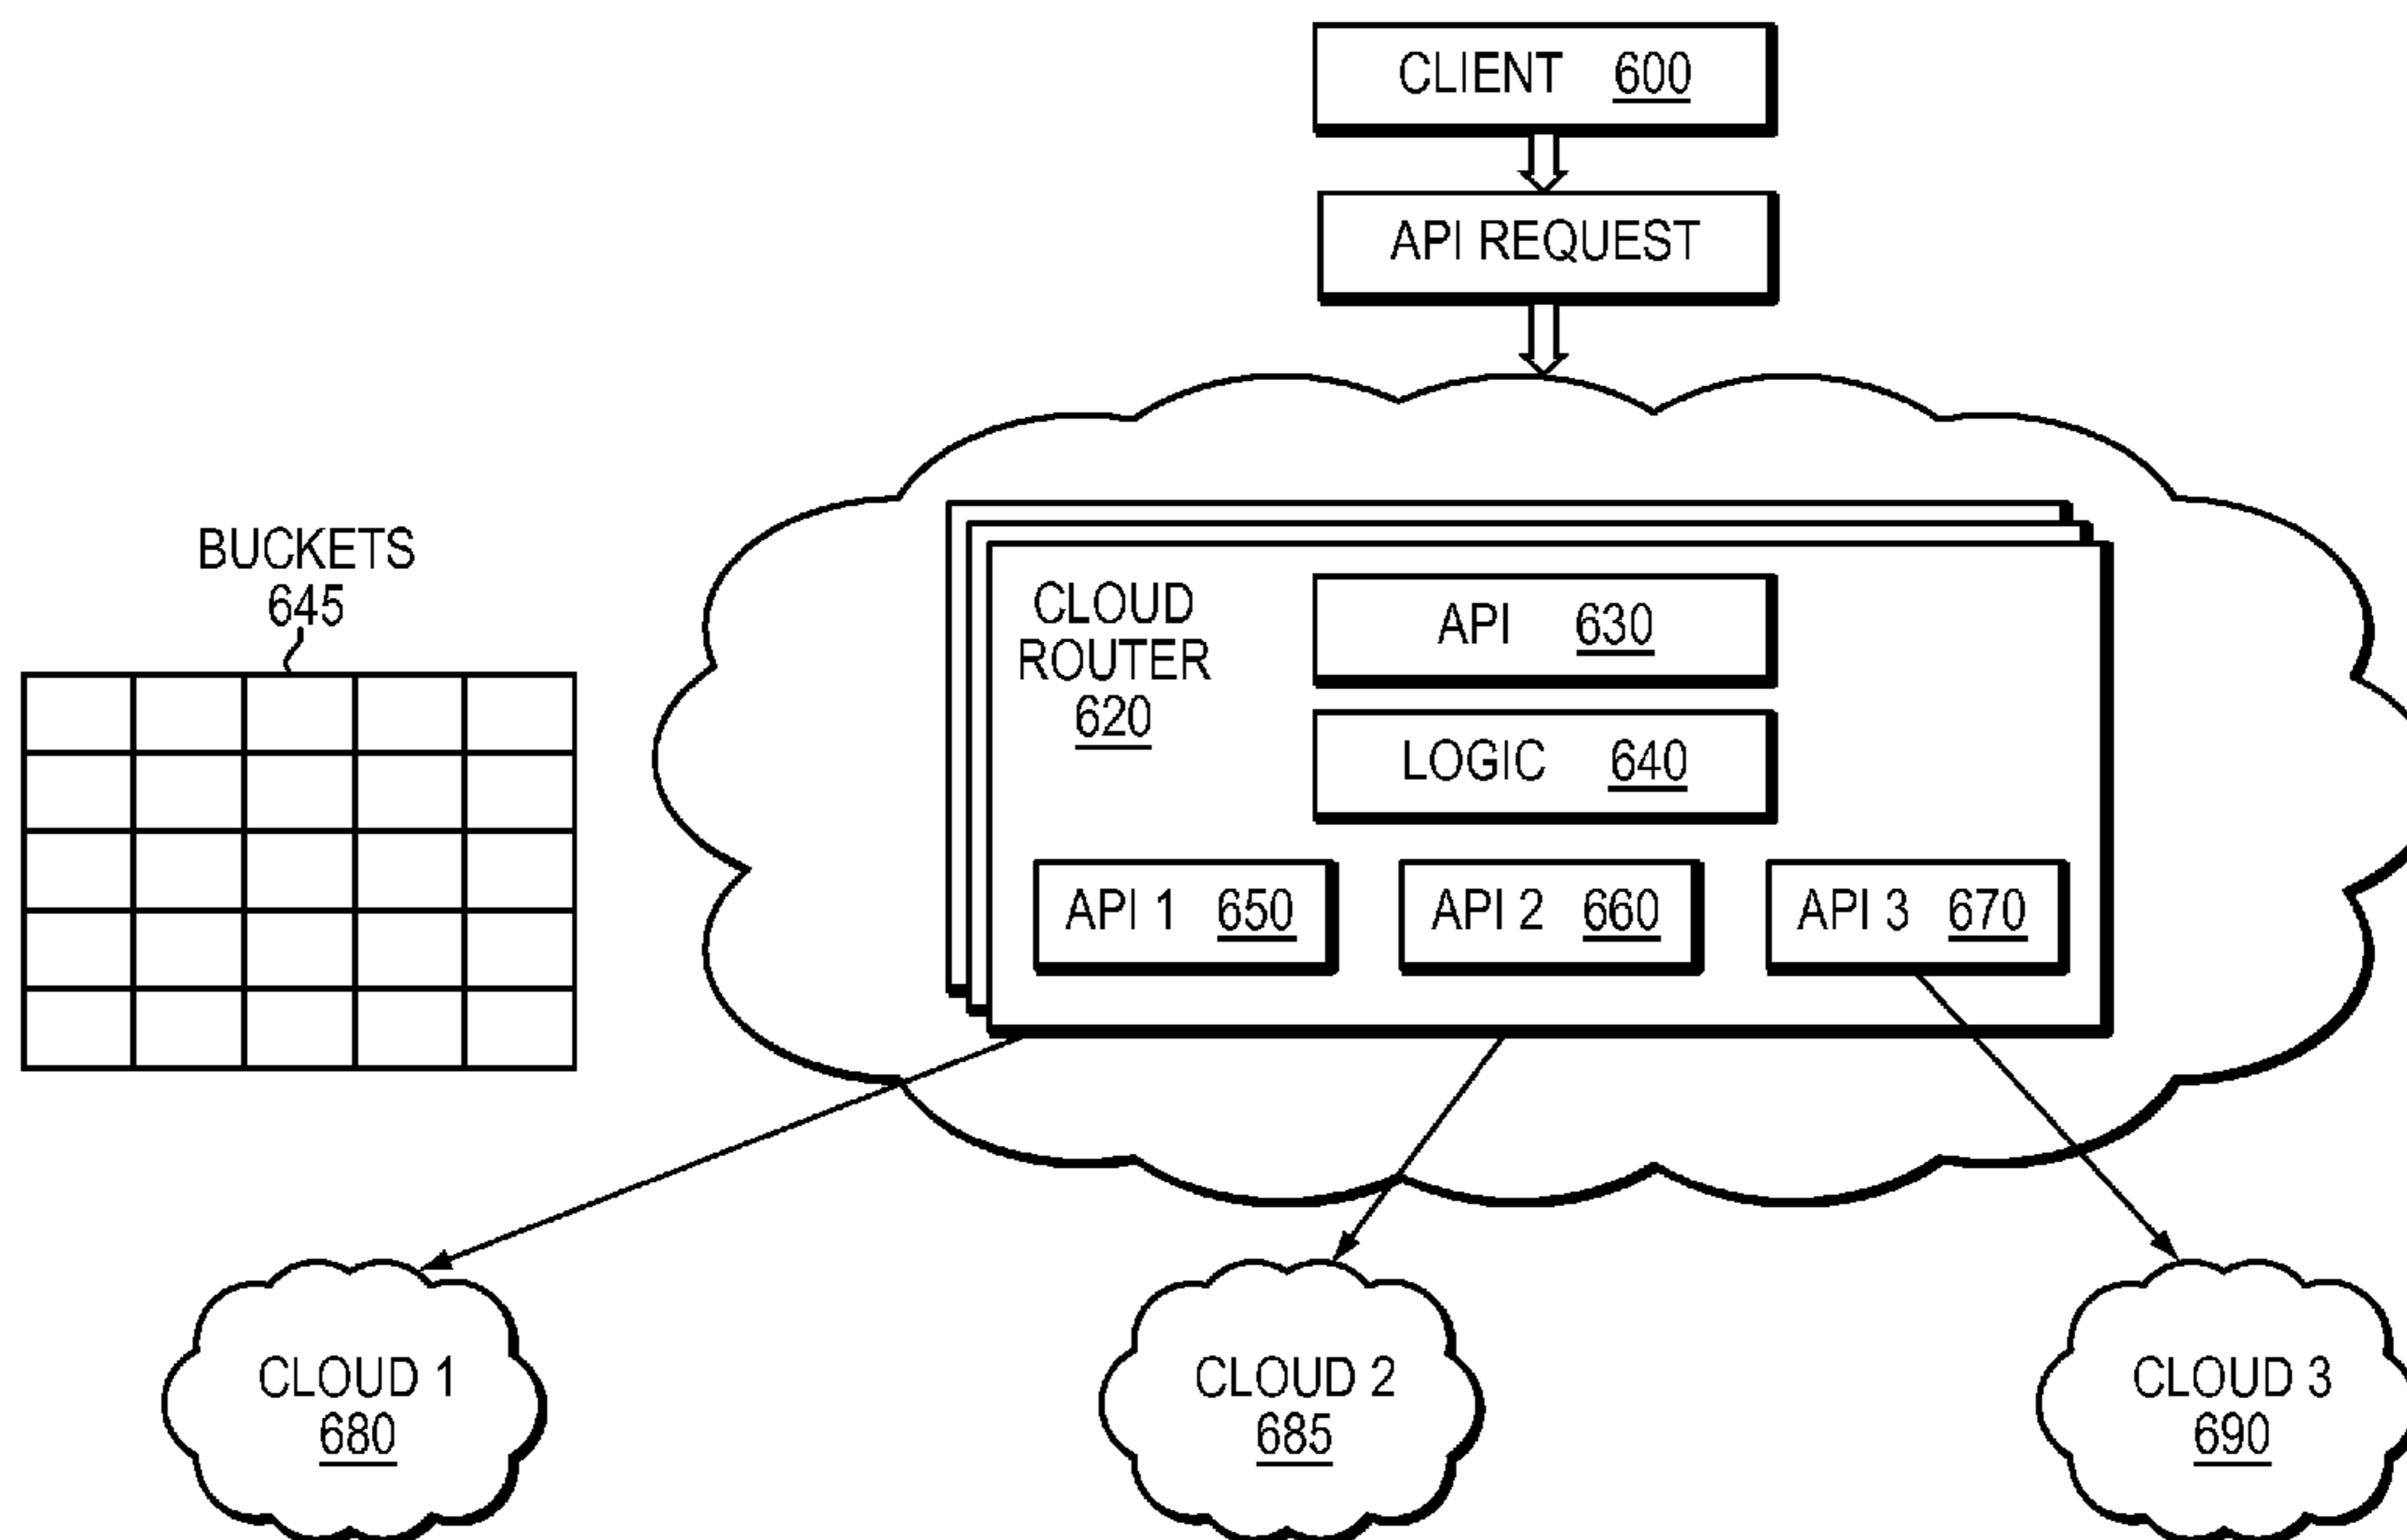 CLIENT 600
API REQUEST
BUCKETS
645
CLOUD
ROUTER
620
API 630
LOGIC 640
API 1 650
API 2 660
API 3 670
CLOUD 1
680
CLOUD 2
685
CLOUD 3
690